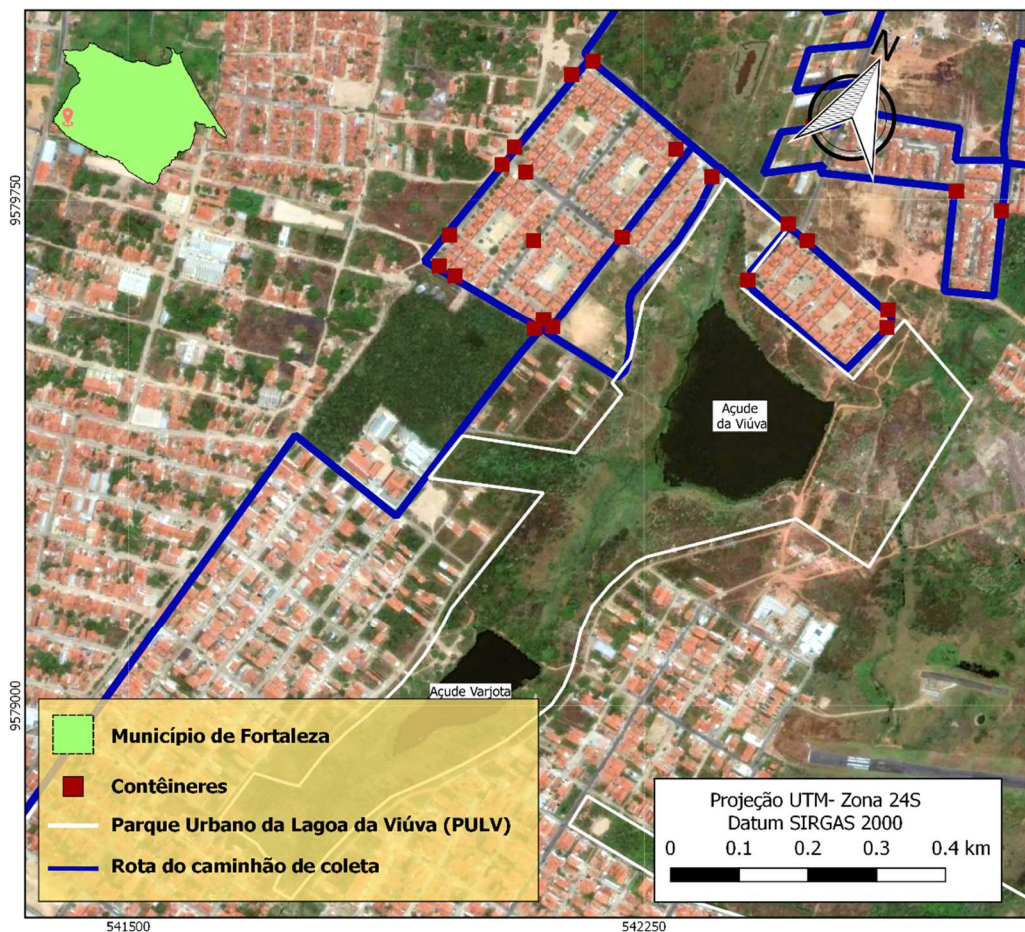 N
9579750
9579000
Açude
da Viúva
Açude Varjota
Município de Fortaleza
Contêineres
Parque Urbano da Lagoa da Viúva (PULV)
Rota do caminhão de coleta
Projeção UTM- Zona 24S
Datum SIRGAS 2000
0 0.1 0.2 0.3 0.4 km
541500 542250